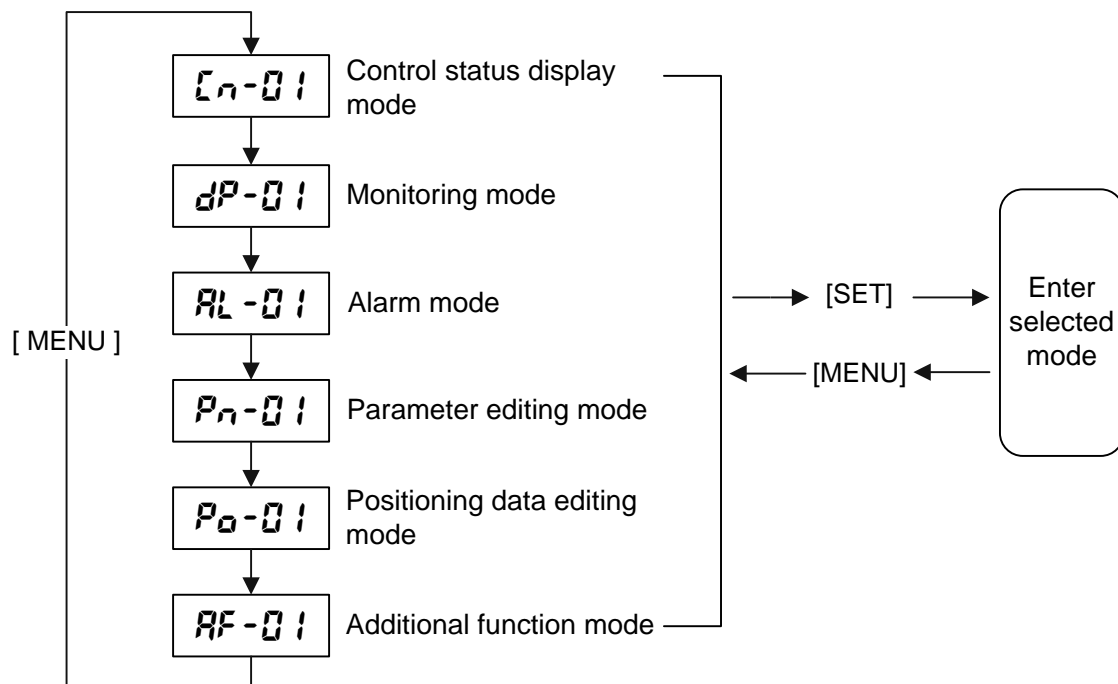 Cn-01
Control status display
mode
dP-01
Monitoring mode
AL-01
Alarm mode
[ MENU ]
[SET]
[MENU]
Enter
selected
mode
Pn-01
Parameter editing mode
Po-01
Positioning data editing
mode
AF-01
Additional function mode